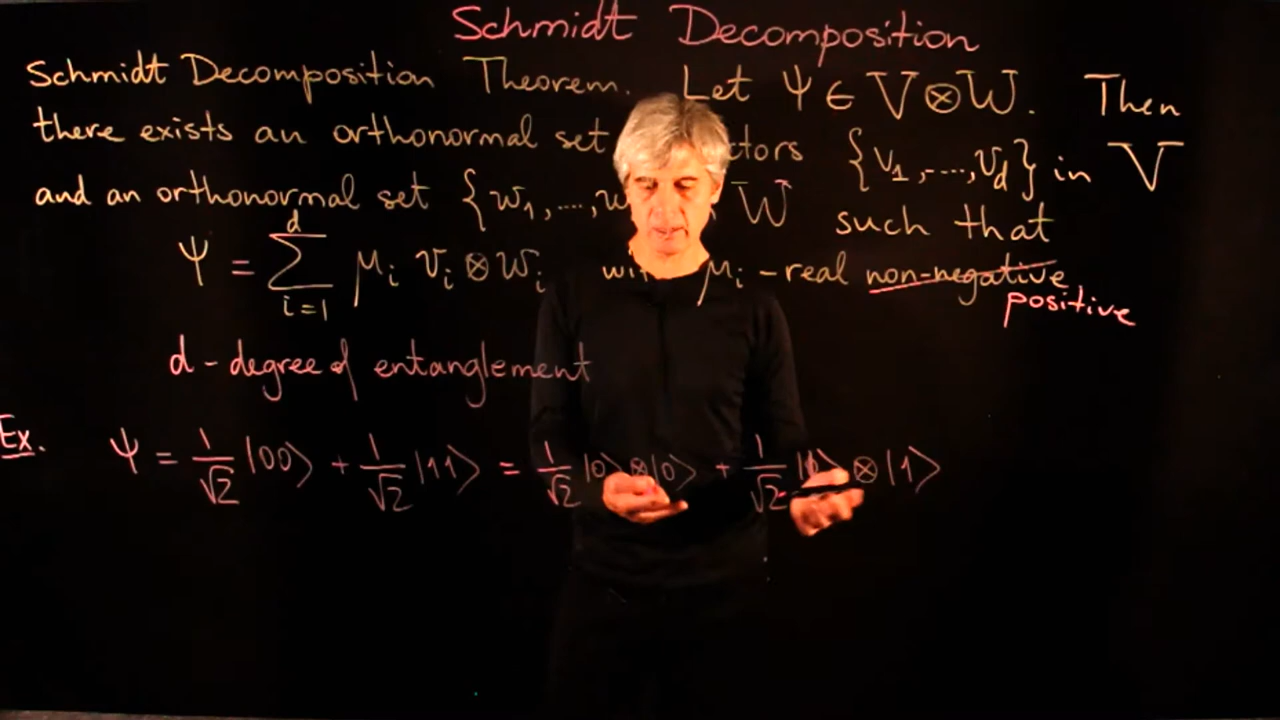 Schmidt Decomposition
Schmidt Decomposition Theorem. Let Ψ ∈ V⊗W. Then
there exists an orthonormal set ctors {v₁,...,v_d} in V
and an orthonormal set {w₁,...,w W such that
Ψ = ∑_{i=1}^{d} μᵢ vᵢ⊗wᵢ wi μᵢ - real non-negative
positive
d - degree of entanglement
Ex. Ψ = 1/√2 |00⟩ + 1/√2 |11⟩ = 1/√2 |0⟩⊗|0⟩ + 1/√2 ⊗|1⟩